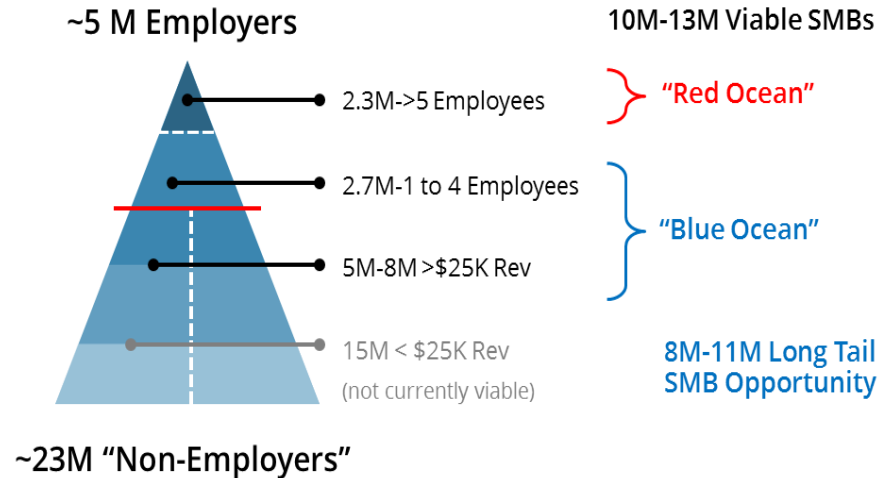 ~5 M Employers
10M-13M Viable SMBs
2.3M->5 Employees
"Red Ocean"
2.7M-1 to 4 Employees
"Blue Ocean"
5M-8M >$25K Rev
15M < $25K Rev
(not currently viable)
8M-11M Long Tail
SMB Opportunity
~23M “Non-Employers”